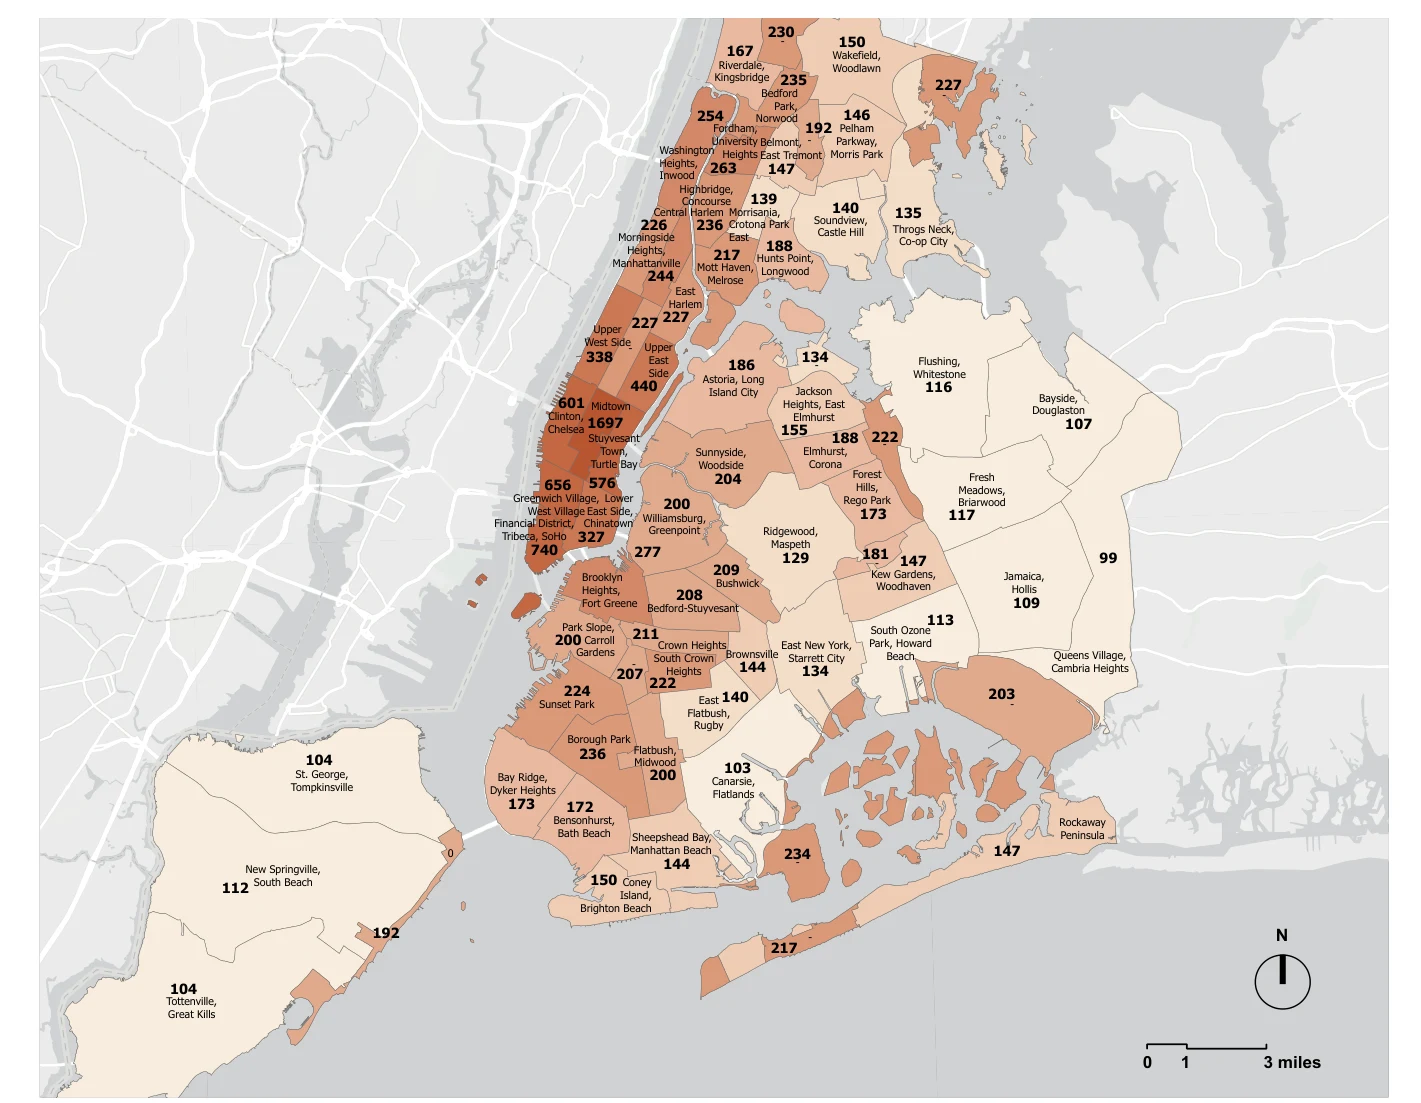 230
167
Riverdale,
Kingsbridge
150
Wakefield,
Woodlawn
235
Bedford
Park,
Norwood
227
254
Washington
Heights,
Inwood
Fordham,
University
Heights
263
Belmont,
East Tremont
147
192
146
Pelham
Parkway,
Morris Park
Highbridge,
Concourse
236
Central Harlem
226
Morningside
Heights,
Manhattanville
244
139
Morrisania,
Crotona Park
East
140
Soundview,
Castle Hill
135
Throgs Neck,
Co-op City
217
Mott Haven,
Melrose
188
Hunts Point,
Longwood
East
Harlem
227
227
Upper
West Side
338
Upper
East
Side
440
186
Astoria, Long
Island City
134
Flushing,
Whitestone
116
Bayside,
Douglaston
107
Jackson
Heights, East
Elmhurst
155
601
Clinton,
Chelsea
Midtown
1697
Stuyvesant
Town,
Turtle Bay
576
188
Elmhurst,
Corona
222
Sunnyside,
Woodside
204
Forest
Hills,
Rego Park
173
Fresh
Meadows,
Briarwood
117
656
Greenwich Village,
West Village
Lower
East Side,
Chinatown
327
Financial District,
Tribeca, SoHo
740
200
Williamsburg,
Greenpoint
Ridgewood,
Maspeth
129
181
147
Kew Gardens,
Woodhaven
99
277
Brooklyn
Heights,
Fort Greene
209
Bushwick
208
Bedford-Stuyvesant
Jamaica,
Hollis
109
113
South Ozone
Park, Howard
Beach
Park Slope,
200 Carroll
Gardens
211
Crown Heights
South Crown
Heights
222
207
Brownsville
144
East New York,
Starrett City
134
Queens Village,
Cambria Heights
203
224
Sunset Park
East 140
Flatbush,
Rugby
Borough Park
236
Flatbush,
Midwood
200
103
Canarsie,
Flatlands
104
St. George,
Tompkinsville
Bay Ridge,
Dyker Heights
173
172
Bensonhurst,
Bath Beach
Sheepshead Bay,
Manhattan Beach
144
Rockaway
Peninsula
147
234
0
New Springville,
South Beach
112
150 Coney
Island,
Brighton Beach
192
217
104
Tottenville,
Great Kills
N
0 1 3 miles